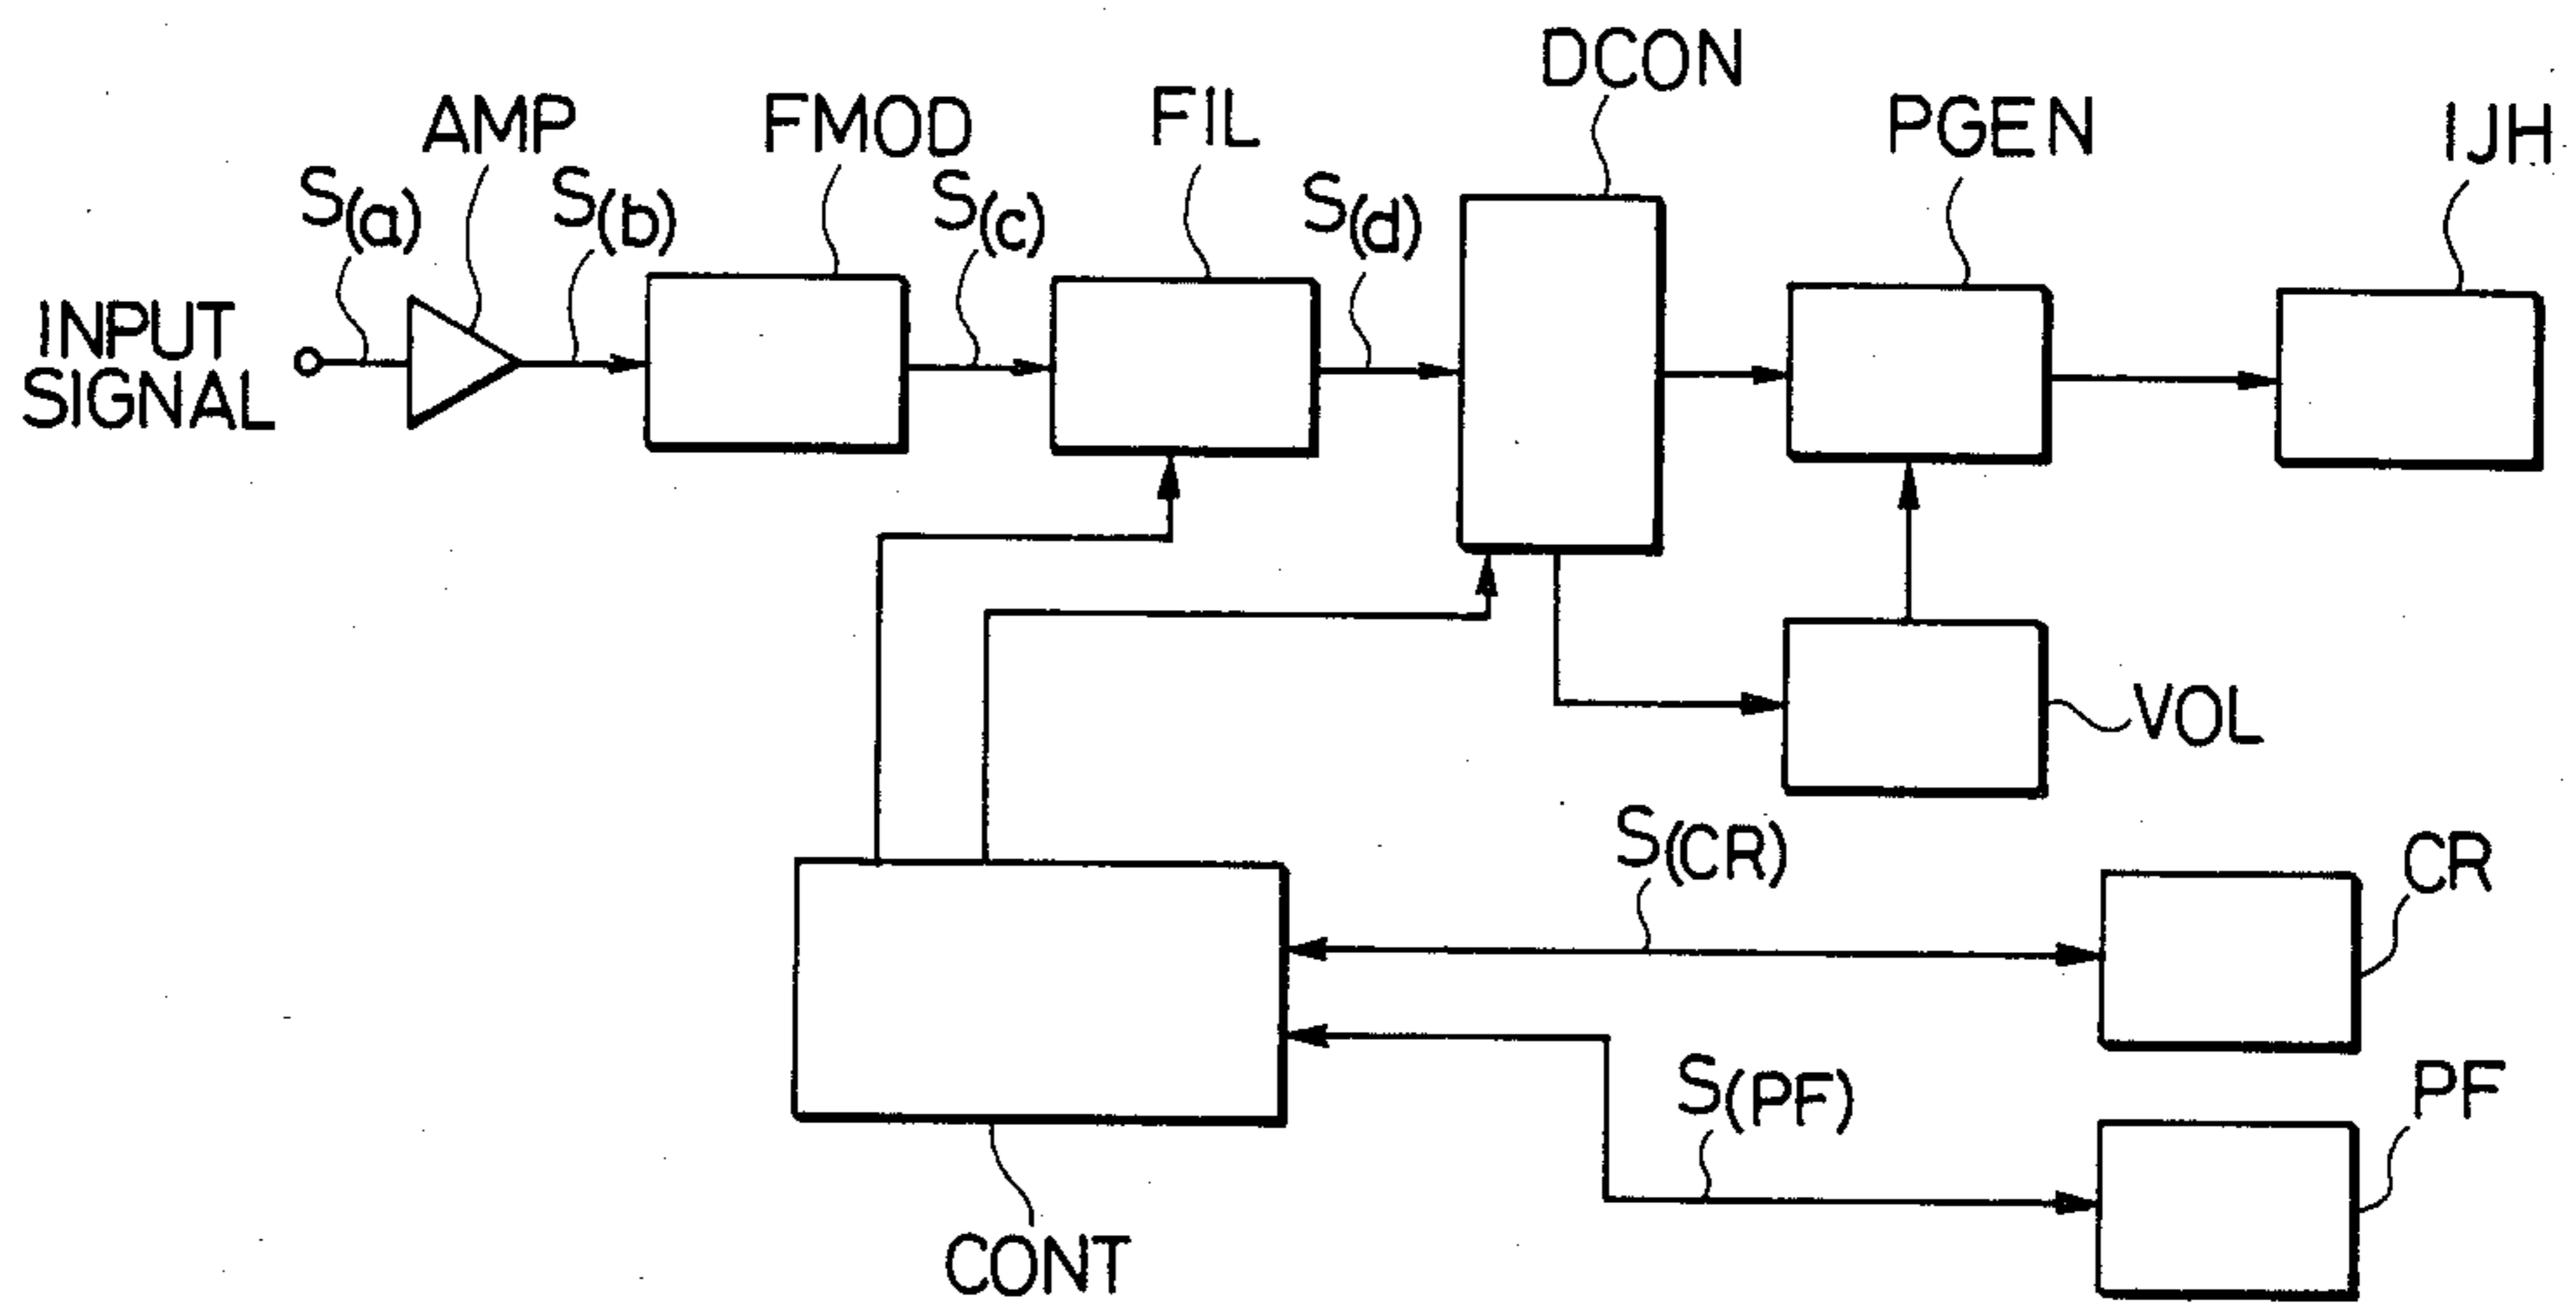 DCON
AMP
FMOD
FIL
PGEN
IJH
S(a)
S(b)
S(c)
S(d)
INPUT
SIGNAL
VOL
S(CR)
CR
S(PF)
PF
CONT